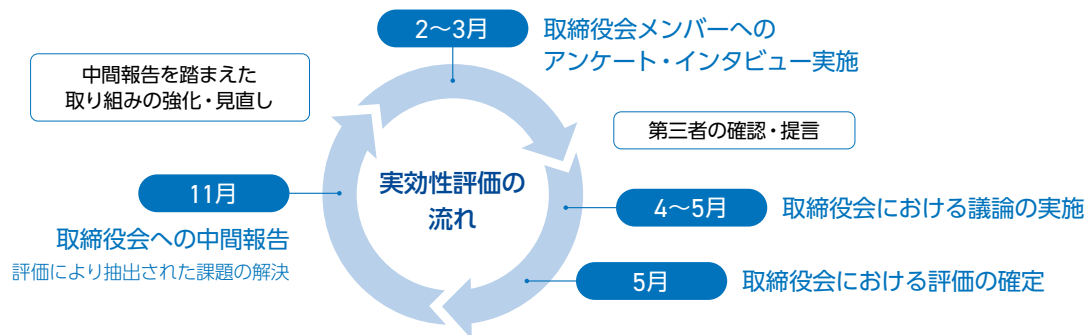 2～3月
取締役会メンバーへの
アンケート・インタビュー実施
中間報告を踏まえた
取り組みの強化・見直し
第三者の確認・提言
実効性評価の
流れ
4～5月
取締役会における議論の実施
5月
取締役会における評価の確定
11月
取締役会への中間報告
評価により抽出された課題の解決